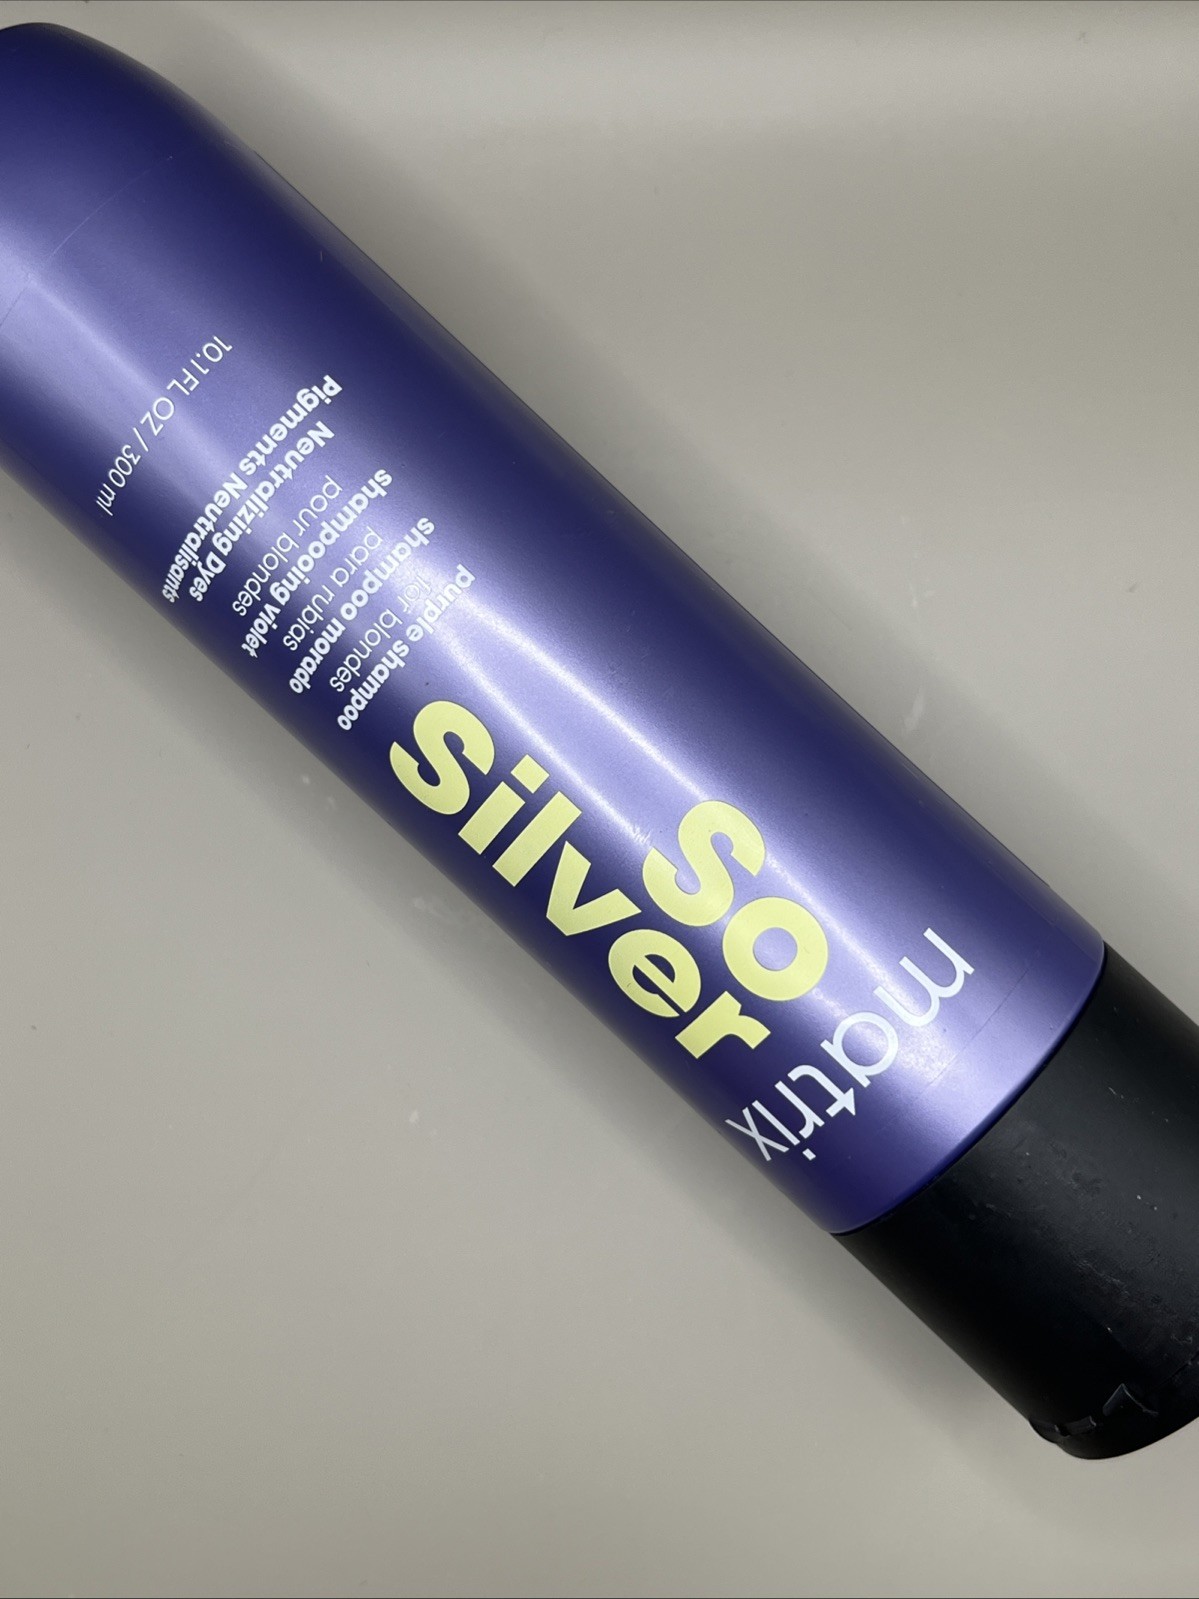 matrix
so
silver
purple shampoo
for blondes
shampoo morado
para rubias
shampooing violet
pour blondes
Neutralizing Dyes
Pigments Neutralisants
10.1 FL OZ / 300 ml